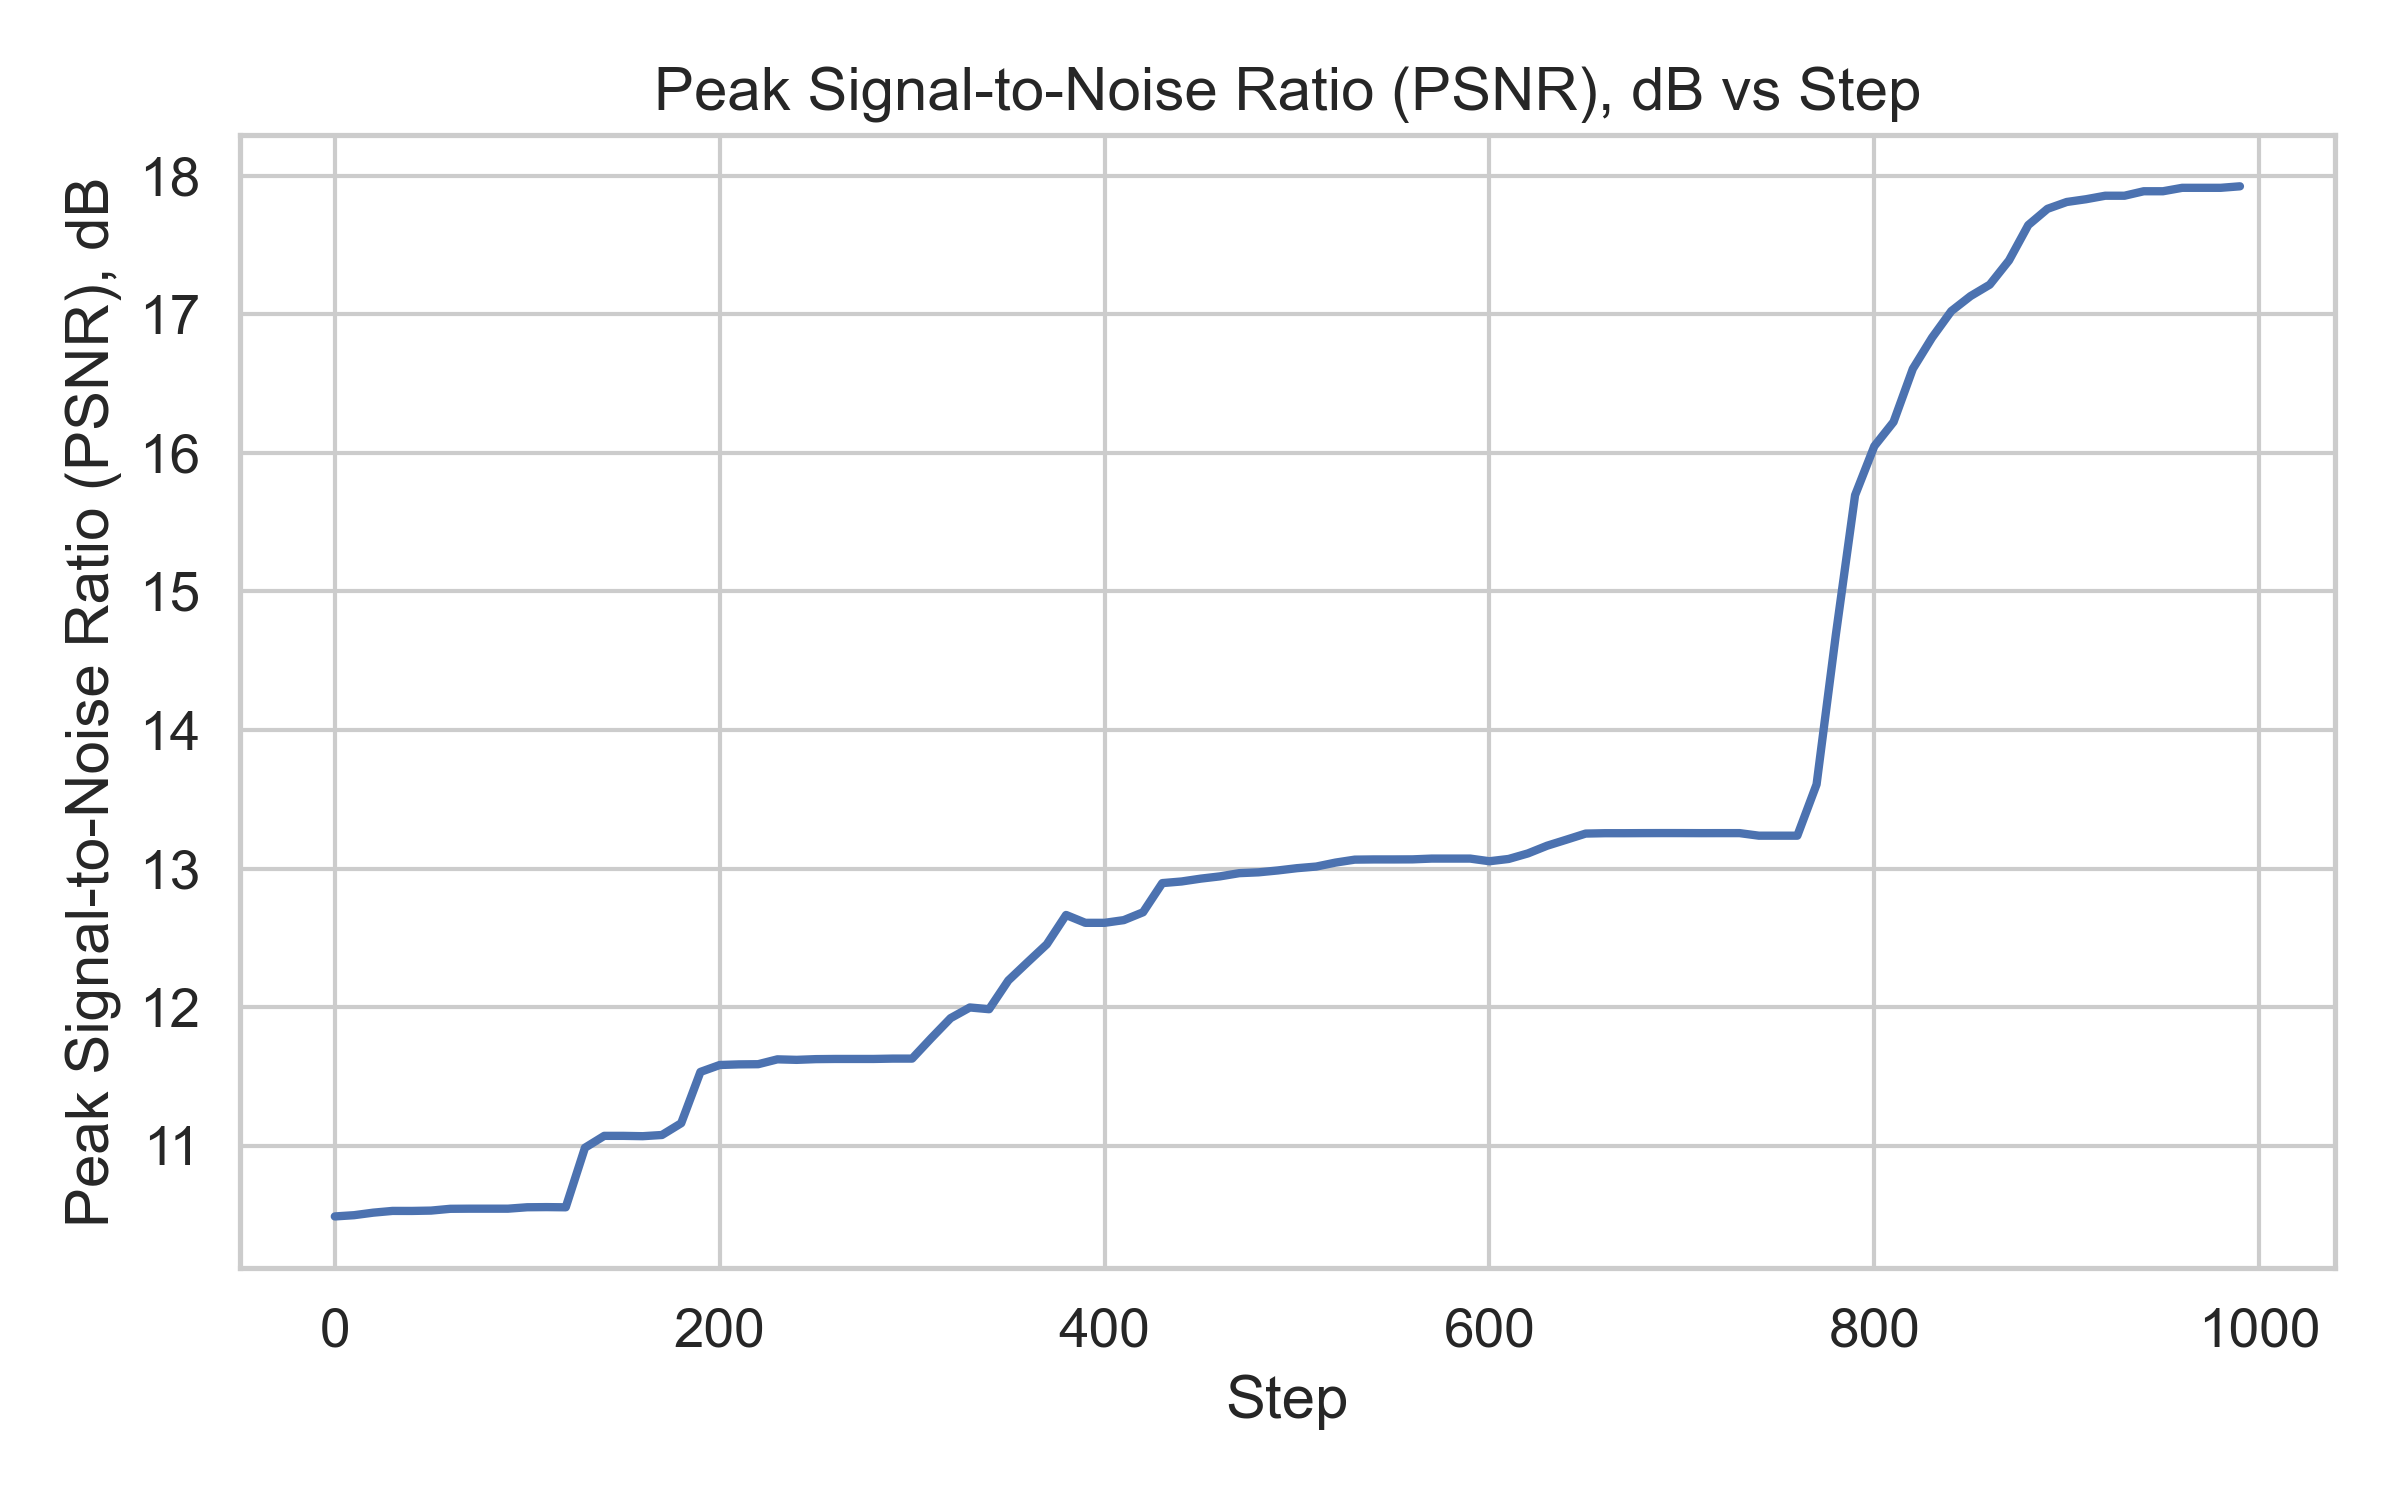 Peak Signal-to-Noise Ratio (PSNR), dB vs Step
Peak Signal-to-Noise Ratio (PSNR), dB
18
17
16
15
14
13
12
11
0 200 400 600 800 1000
Step